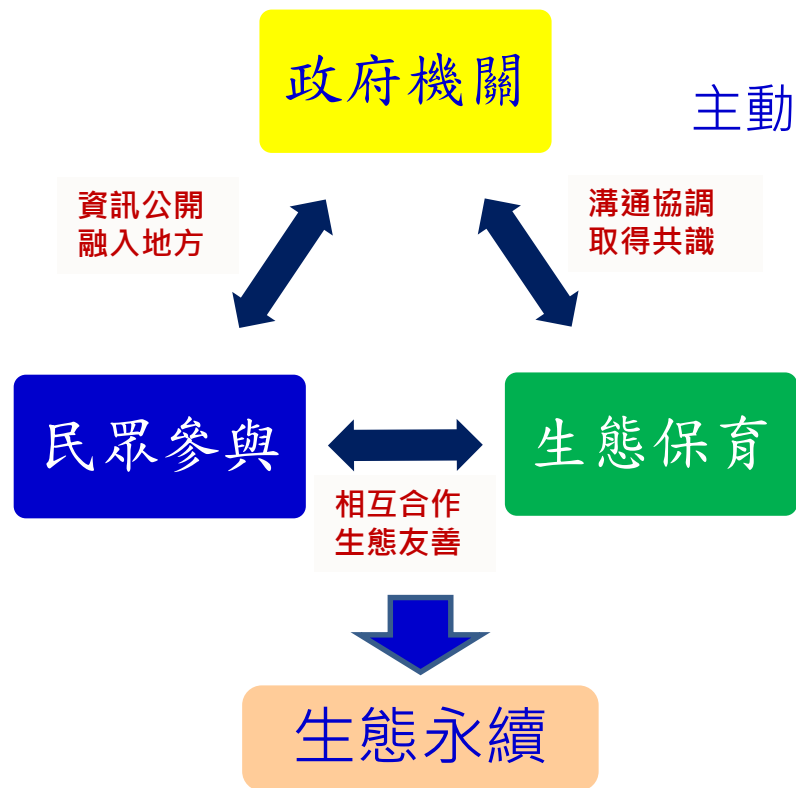 政府機關
主動
資訊公開
融入地方
溝通協調
取得共識
民眾參與
生態保育
相互合作
生態友善
生態永續